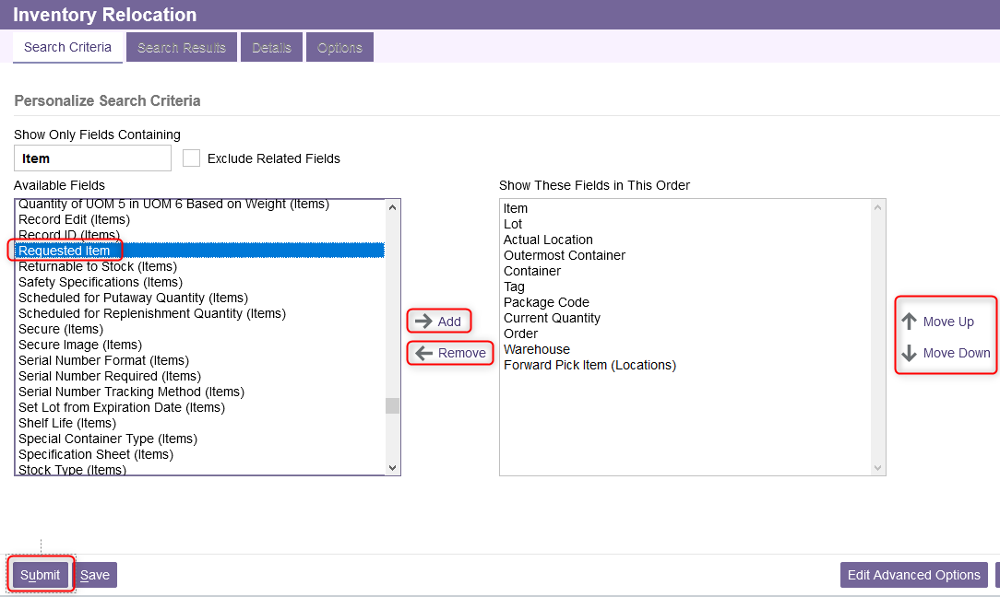 Inventory Relocation
Search Criteria
Search Results
Details
Options
Personalize Search Criteria
Show Only Fields Containing
Item
Exclude Related Fields
Available Fields
Quantity of UOM 5 in UOM 6 Based on Weight (Items)
Record Edit (Items)
Record ID (Items)
Requested Item
Returnable to Stock (Items)
Safety Specifications (Items)
Scheduled for Putaway Quantity (Items)
Scheduled for Replenishment Quantity (Items)
Secure (Items)
Secure Image (Items)
Serial Number Format (Items)
Serial Number Required (Items)
Serial Number Tracking Method (Items)
Set Lot from Expiration Date (Items)
Shelf Life (Items)
Special Container Type (Items)
Specification Sheet (Items)
Stock Type (Items)
Add
Remove
Show These Fields in This Order
Item
Lot
Actual Location
Outermost Container
Container
Tag
Package Code
Current Quantity
Order
Warehouse
Forward Pick Item (Locations)
Move Up
Move Down
Submit
Save
Edit Advanced Options